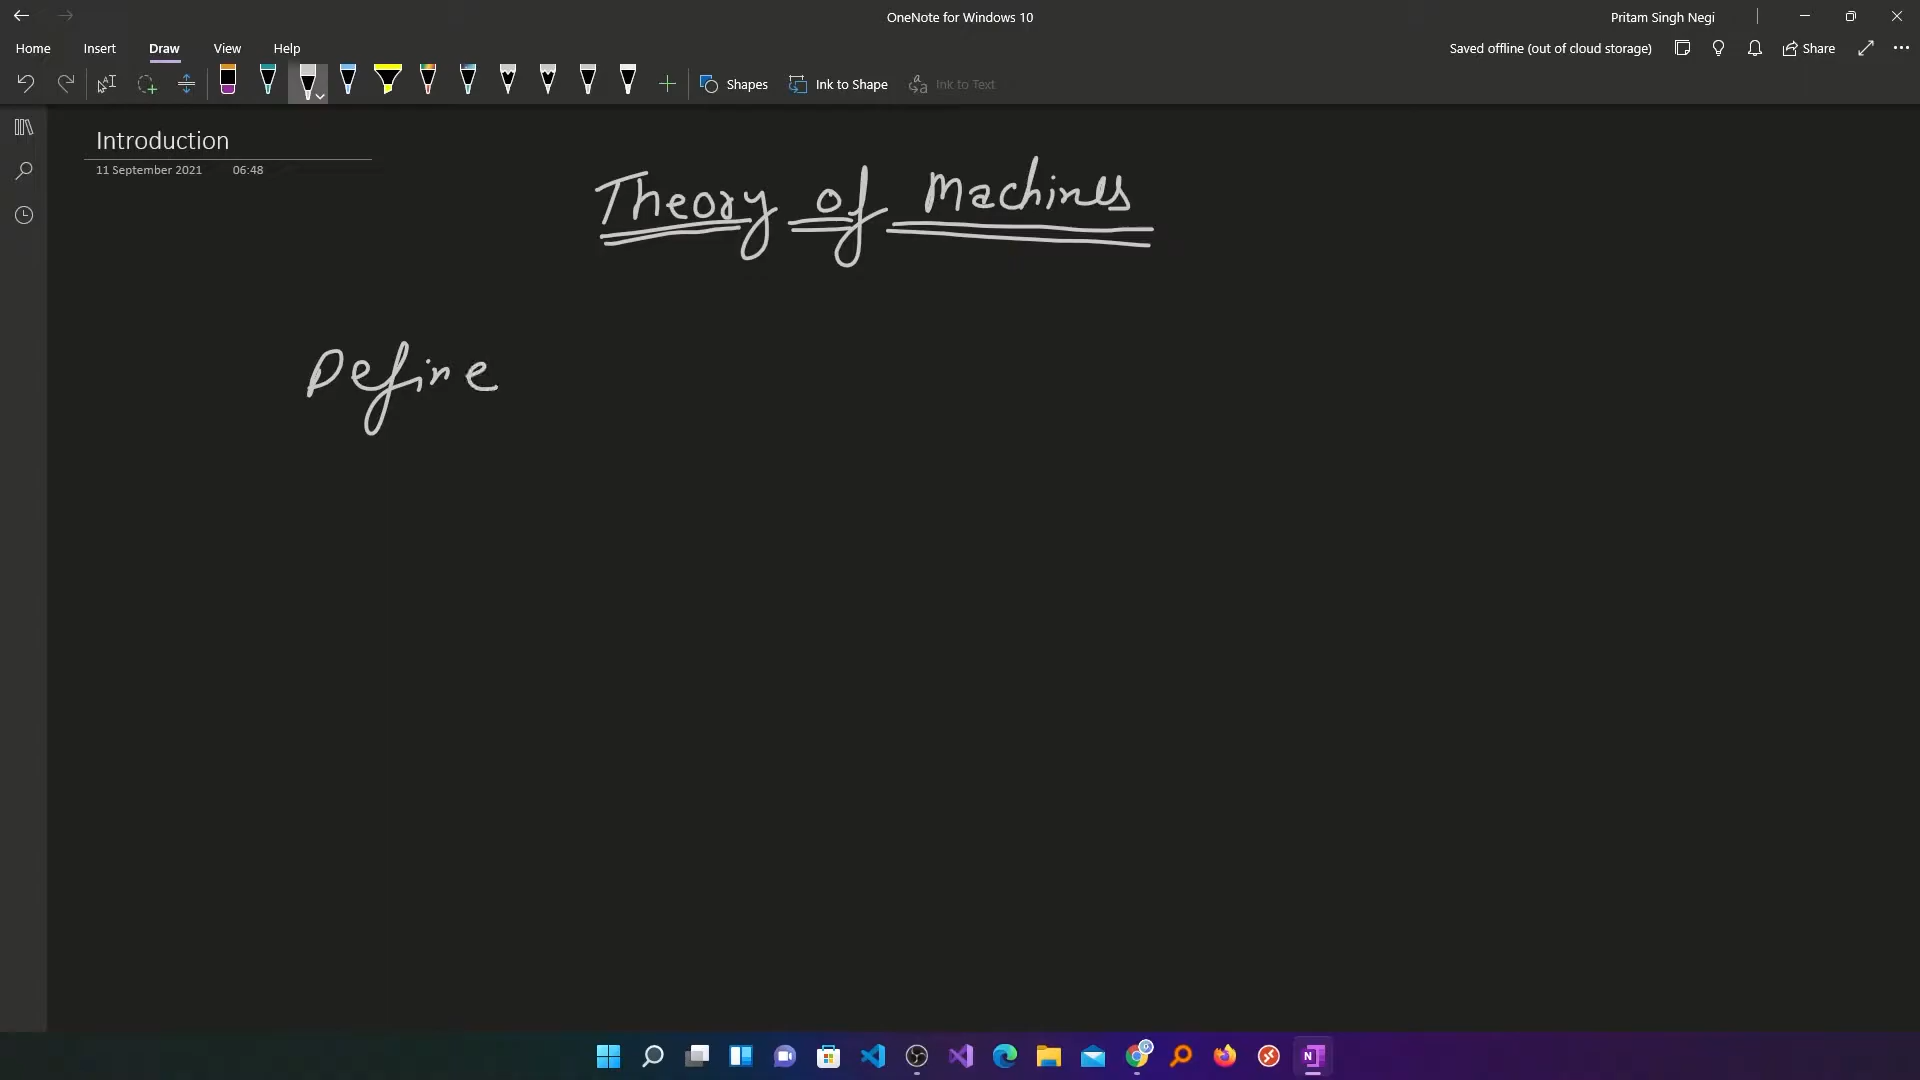 OneNote for Windows 10
Pritam Singh Negi
Home Insert Draw View Help
Saved offline (out of cloud storage)
Share
Shapes
Ink to Shape
Ink to Text
Introduction
11 September 2021 06:48
Theory of Machines
Define